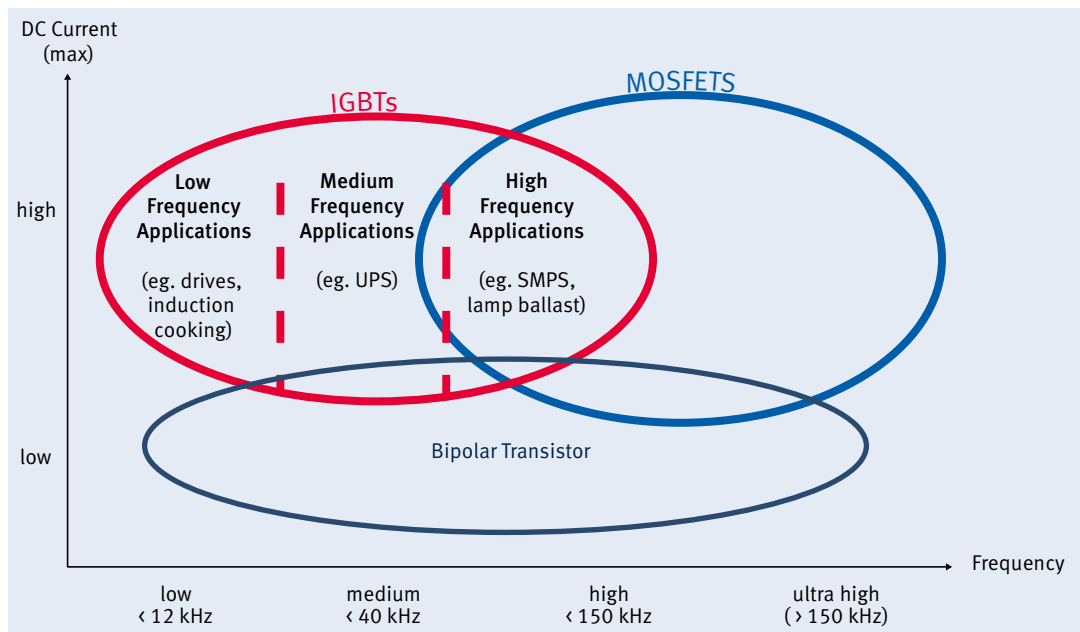 DC Current
(max)
IGBTs
MOSFETS
Low
Frequency
Applications
(eg. drives,
induction
cooking)
Medium
Frequency
Applications
(eg. UPS)
High
Frequency
Applications
(eg. SMPS,
lamp ballast)
high
low
Bipolar Transistor
Frequency
low
< 12 kHz
medium
< 40 kHz
high
< 150 kHz
ultra high
( > 150 kHz)